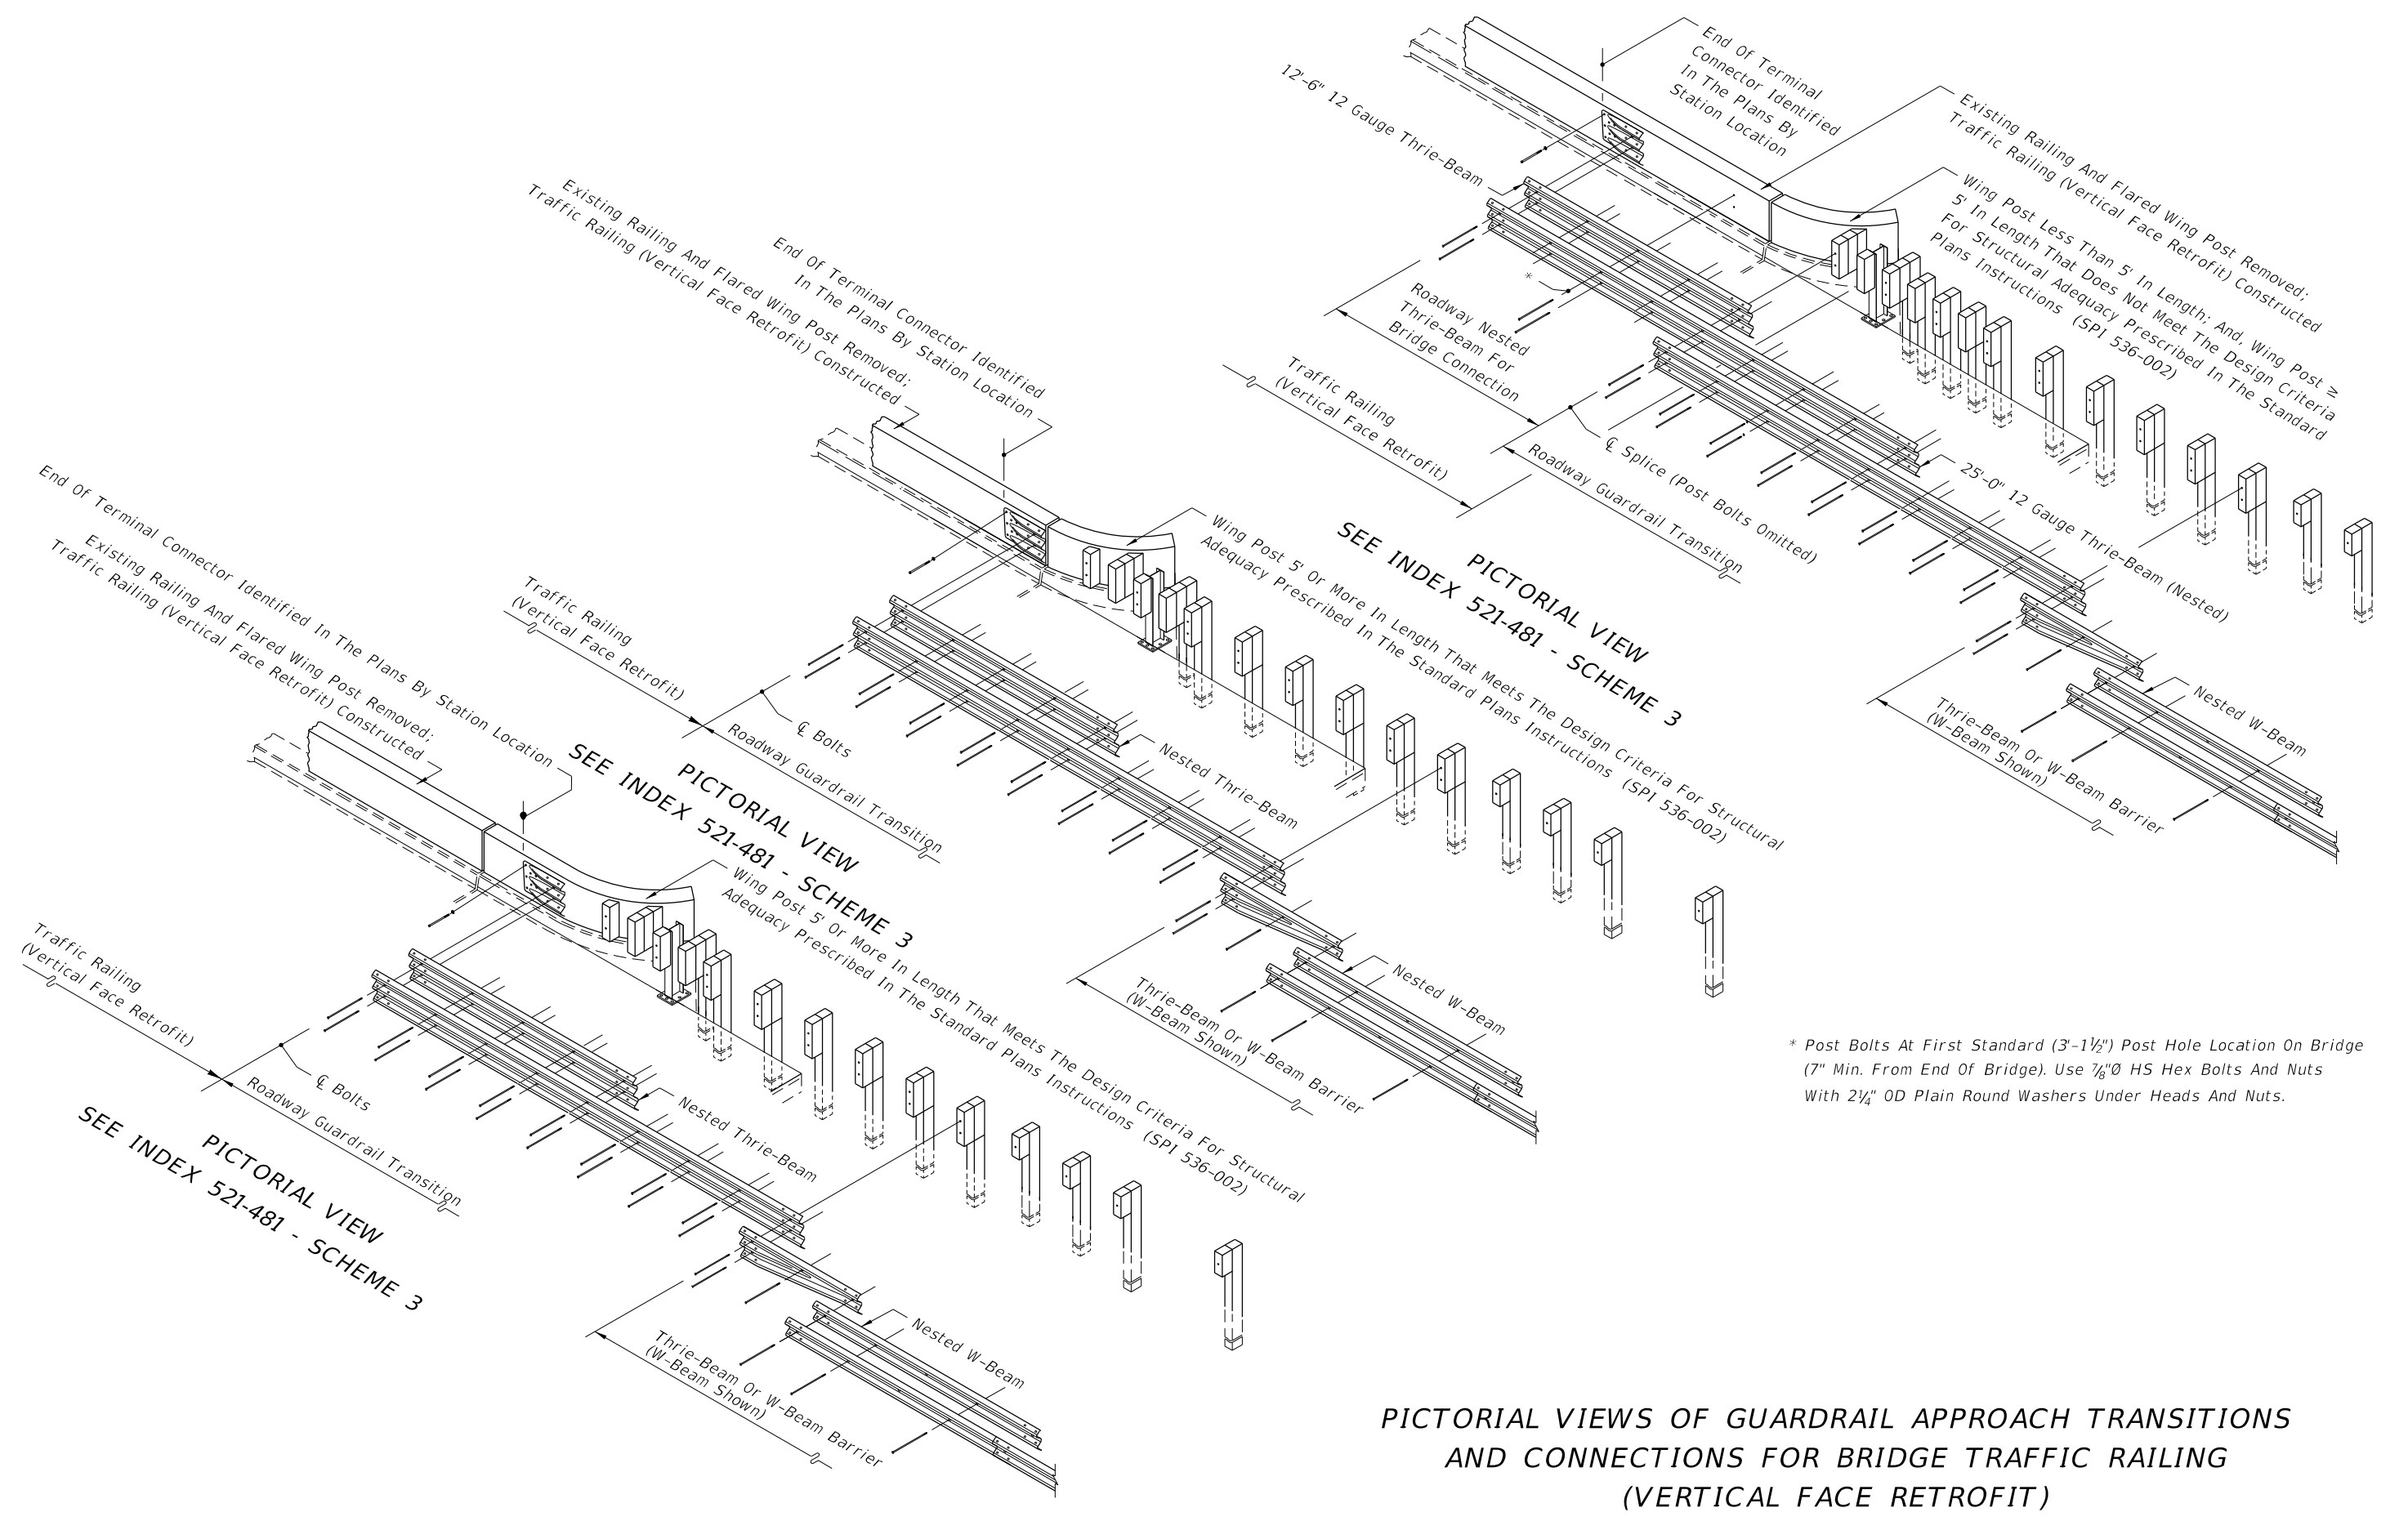 End Of Terminal
Connector Identified
In The Plans By
Station Location
12'-6" 12 Gauge Thrie-Beam
Existing Railing And Flared Wing Post Removed;
Traffic Railing (Vertical Face Retrofit) Constructed
Wing Post Less Than 5' In Length; And, Wing Post ≥
5' In Length That Does Not Meet The Design Criteria
For Structural Adequacy Prescribed In The Standard
Plans Instructions (SPI 536-002)
*
Roadway Nested
Thrie-Beam For
Bridge Connection
Traffic Railing
(Vertical Face Retrofit)
℄ Splice (Post Bolts Omitted)
Roadway Guardrail Transition
25'-0" 12 Gauge Thrie-Beam (Nested)
PICTORIAL VIEW
SEE INDEX 521-481 - SCHEME 3
Nested W-Beam
Thrie-Beam Or W-Beam Barrier
(W-Beam Shown)
Existing Railing And Flared Wing Post Removed;
Traffic Railing (Vertical Face Retrofit) Constructed
End Of Terminal Connector Identified
In The Plans By Station Location
Wing Post 5' Or More In Length That Meets The Design Criteria For Structural
Adequacy Prescribed In The Standard Plans Instructions (SPI 536-002)
Traffic Railing
(Vertical Face Retrofit)
℄ Bolts
Roadway Guardrail Transition
Nested Thrie-Beam
PICTORIAL VIEW
SEE INDEX 521-481 - SCHEME 3
Nested W-Beam
Thrie-Beam Or W-Beam Barrier
(W-Beam Shown)
End Of Terminal Connector Identified In The Plans By Station Location
Existing Railing And Flared Wing Post Removed;
Traffic Railing (Vertical Face Retrofit) Constructed
Wing Post 5' Or More In Length That Meets The Design Criteria For Structural
Adequacy Prescribed In The Standard Plans Instructions (SPI 536-002)
Traffic Railing
(Vertical Face Retrofit)
℄ Bolts
Roadway Guardrail Transition
Nested Thrie-Beam
PICTORIAL VIEW
SEE INDEX 521-481 - SCHEME 3
Nested W-Beam
Thrie-Beam Or W-Beam Barrier
(W-Beam Shown)
* Post Bolts At First Standard (3'-1½") Post Hole Location On Bridge
(7" Min. From End Of Bridge). Use ⅞"Ø HS Hex Bolts And Nuts
With 2¼" OD Plain Round Washers Under Heads And Nuts.
PICTORIAL VIEWS OF GUARDRAIL APPROACH TRANSITIONS
AND CONNECTIONS FOR BRIDGE TRAFFIC RAILING
(VERTICAL FACE RETROFIT)